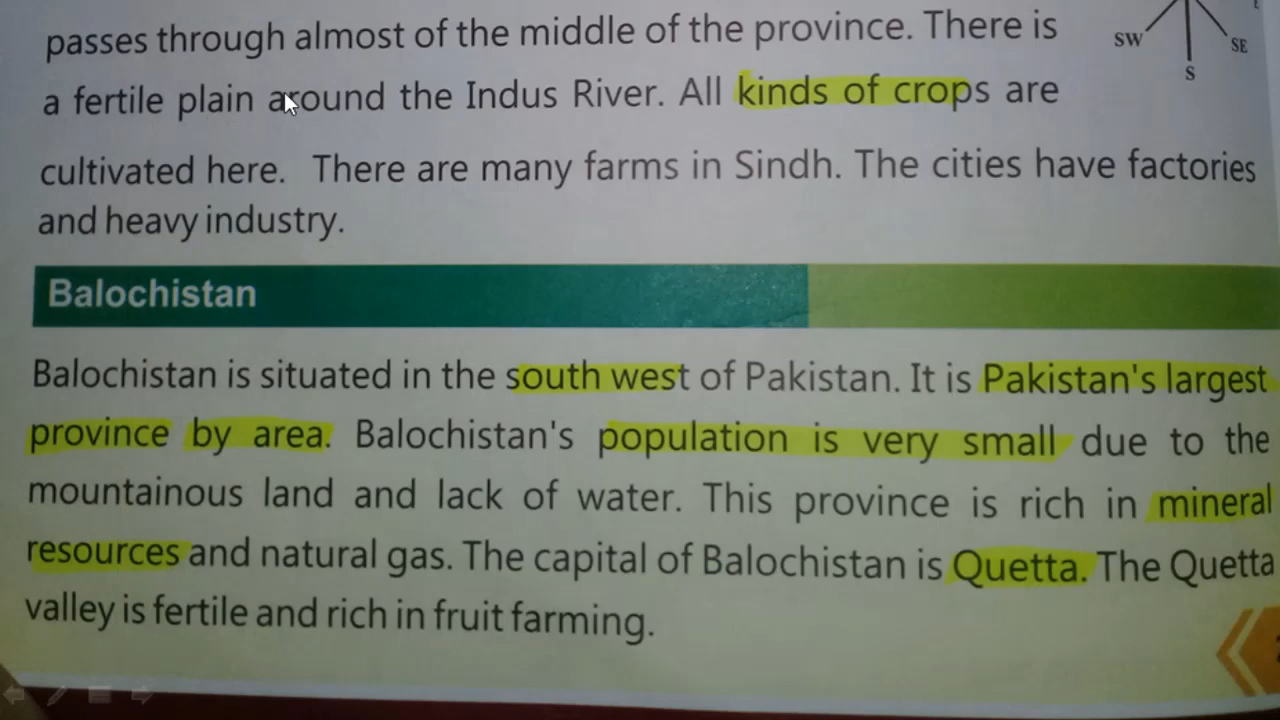 passes through almost of the middle of the province. There is
a fertile plain around the Indus River. All kinds of crops are
cultivated here. There are many farms in Sindh. The cities have factories
and heavy industry.
SW
SE
S
Balochistan
Balochistan is situated in the south west of Pakistan. It is Pakistan's largest
province by area. Balochistan's population is very small due to the
mountainous land and lack of water. This province is rich in mineral
resources and natural gas. The capital of Balochistan is Quetta. The Quetta
valley is fertile and rich in fruit farming.